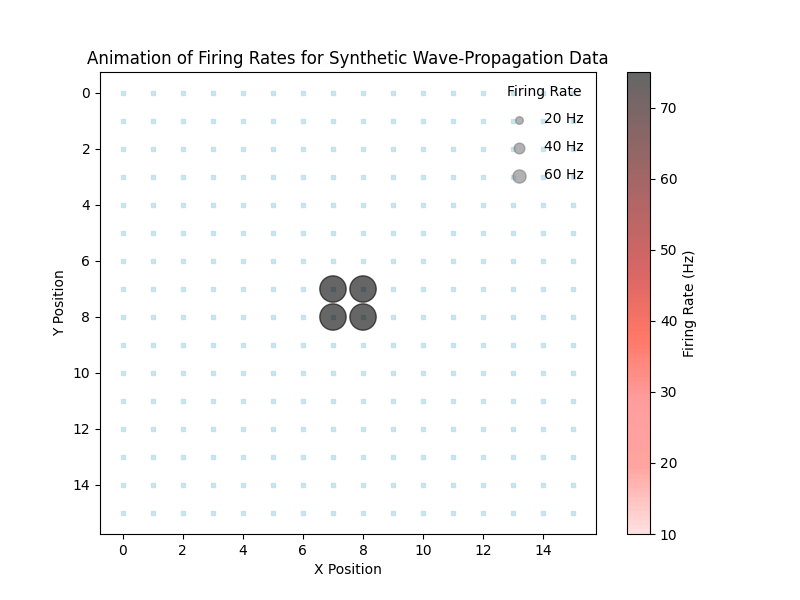 Animation of Firing Rates for Synthetic Wave-Propagation Data
Firing Rate
20 Hz
40 Hz
60 Hz
0
2
4
6
8
10
12
14
Y Position
0 2 4 6 8 10 12 14
X Position
70
60
50
40
30
20
10
Firing Rate (Hz)